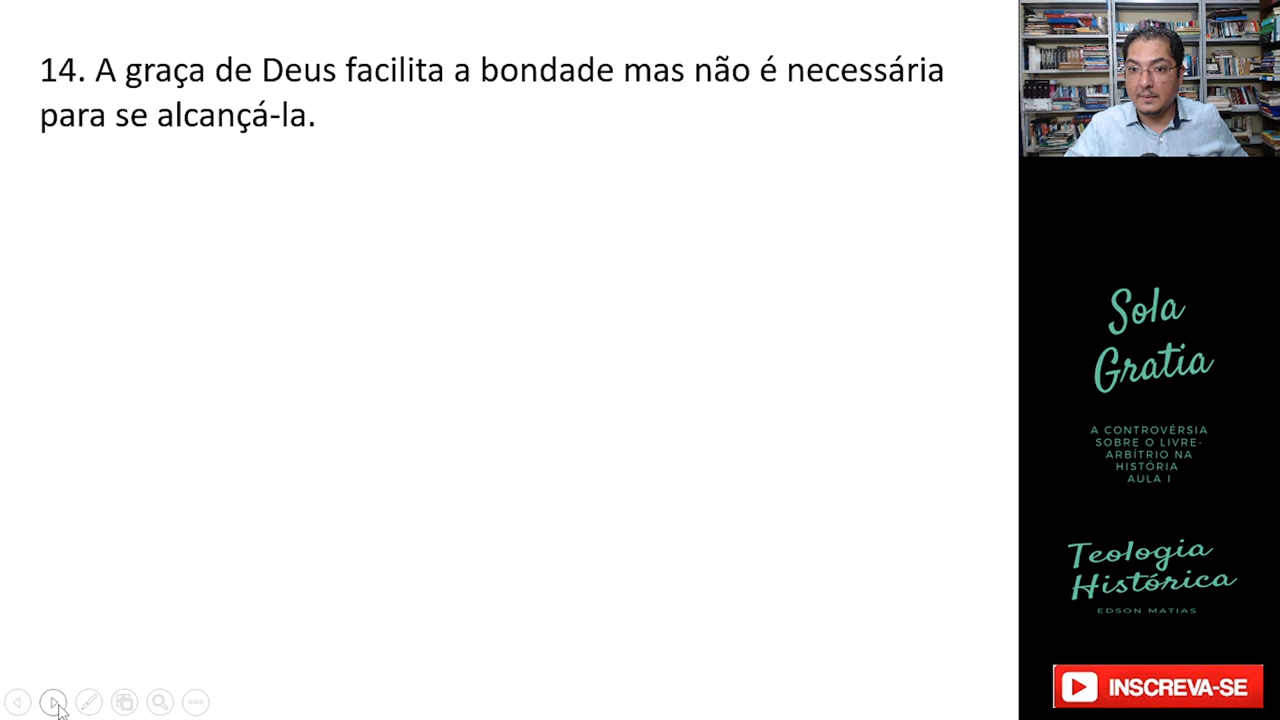 14. A graça de Deus facilita a bondade mas não é necessária
para se alcançá-la.
Sola
Gratia
A CONTROVÉRSIA
SOBRE O LIVRE-
ARBÍTRIO NA
HISTÓRIA
AULA I
Teologia
Histórica
EDSON MATIAS
INSCREVA-SE